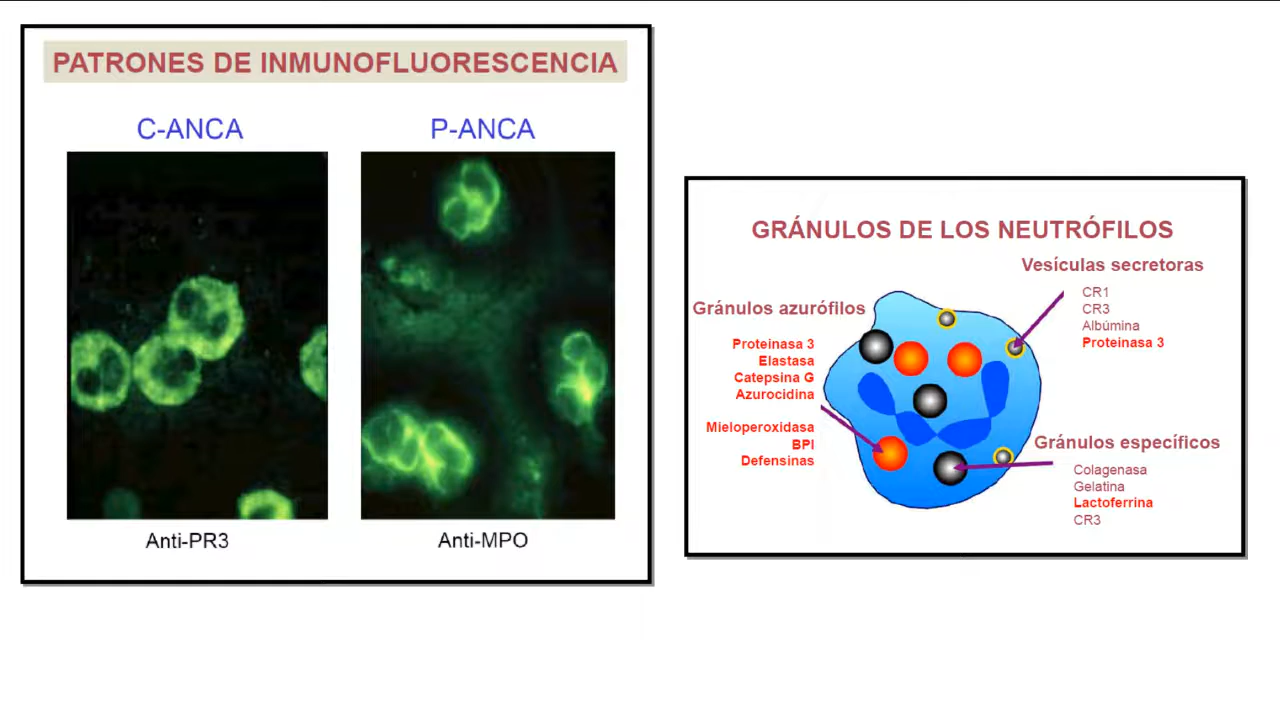 PATRONES DE INMUNOFLUORESCENCIA
C-ANCA
P-ANCA
Anti-PR3
Anti-MPO
GRÁNULOS DE LOS NEUTRÓFILOS
Vesículas secretoras
CR1
CR3
Albúmina
Proteinasa 3
Gránulos azurófilos
Proteinasa 3
Elastasa
Catepsina G
Azurocidina
Mieloperoxidasa
BPI
Defensinas
Gránulos específicos
Colagenasa
Gelatina
Lactoferrina
CR3